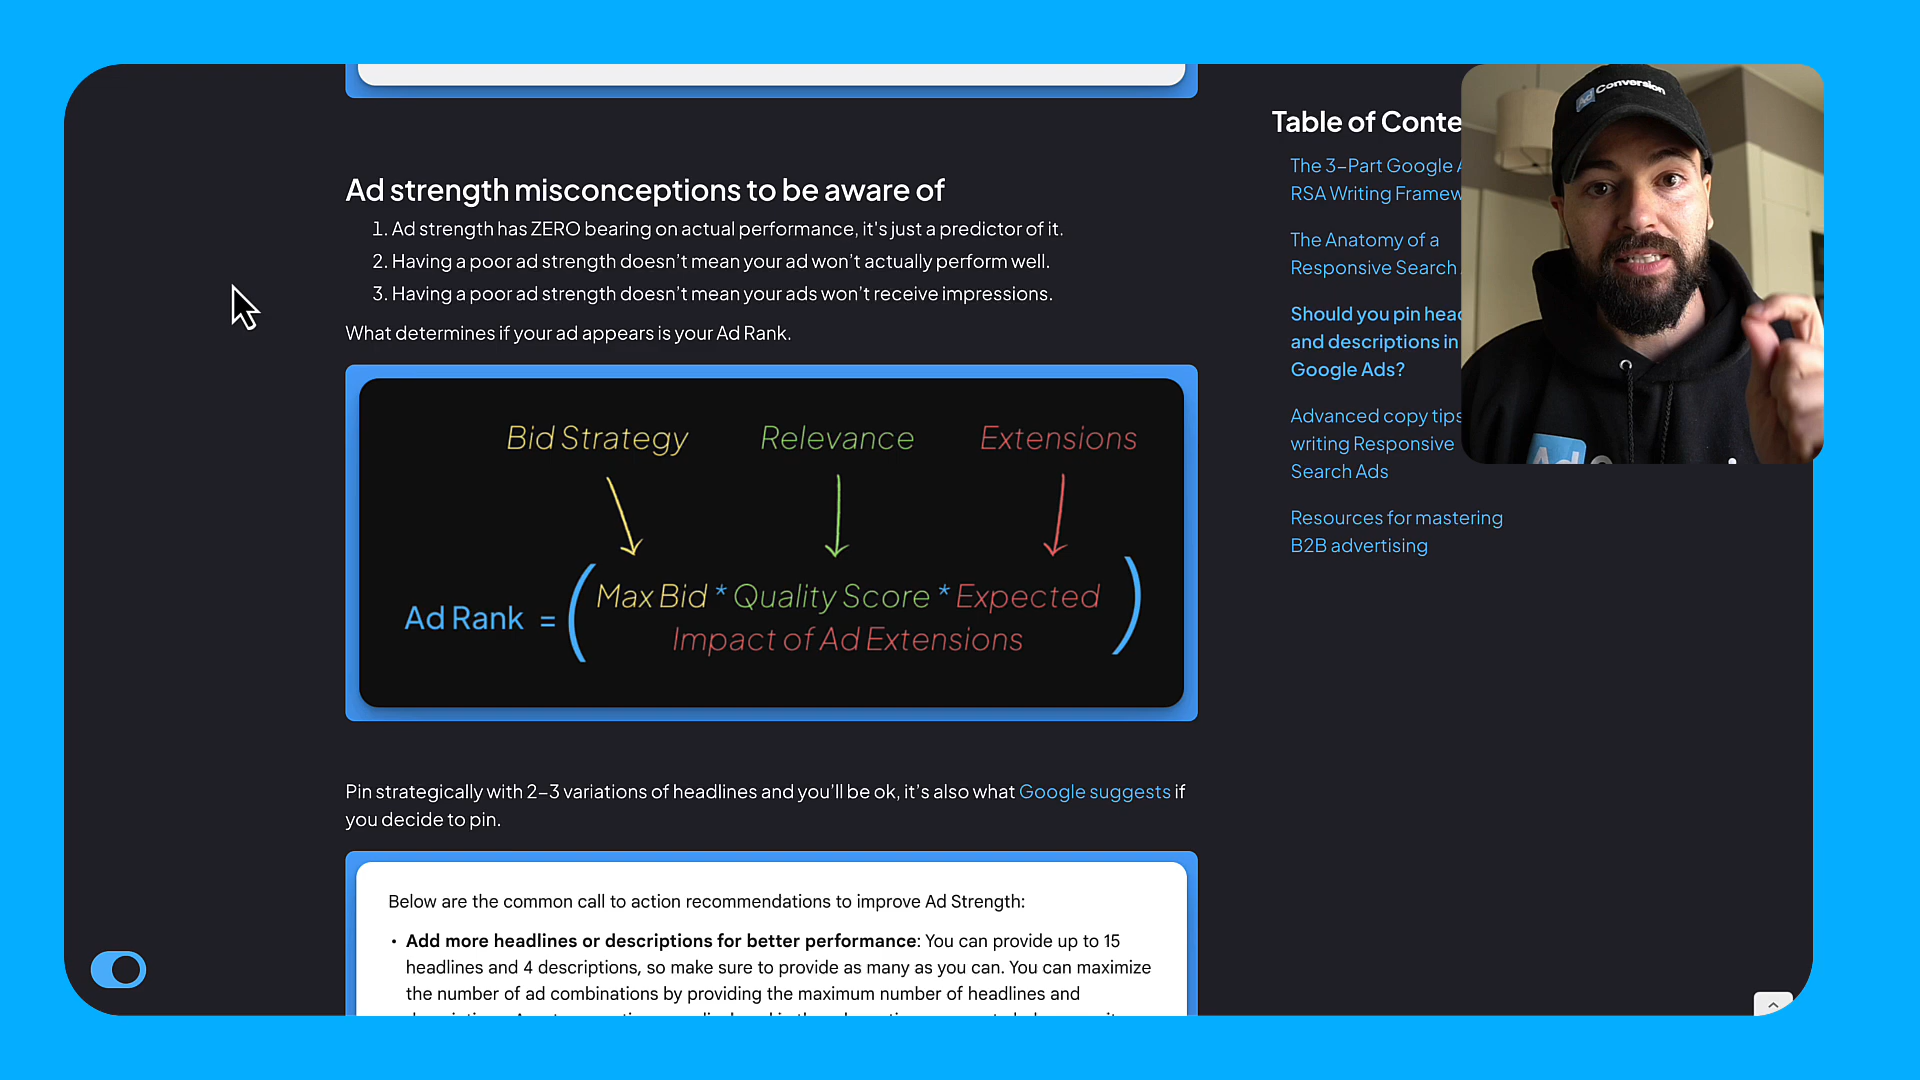 Ad strength misconceptions to be aware of
1. Ad strength has ZERO bearing on actual performance, it's just a predictor of it.
2. Having a poor ad strength doesn’t mean your ad won’t actually perform well.
3. Having a poor ad strength doesn’t mean your ads won’t receive impressions.
What determines if your ad appears is your Ad Rank.
Bid Strategy Relevance Extensions
Ad Rank = ( Max Bid * Quality Score * Expected
Impact of Ad Extensions )
Pin strategically with 2–3 variations of headlines and you’ll be ok, it’s also what Google suggests if
you decide to pin.
Below are the common call to action recommendations to improve Ad Strength:
• Add more headlines or descriptions for better performance: You can provide up to 15
headlines and 4 descriptions, so make sure to provide as many as you can. You can maximize
the number of ad combinations by providing the maximum number of headlines and
Table of Conte
The 3–Part Google
RSA Writing Framew
The Anatomy of a
Responsive Search
Should you pin head
and descriptions in
Google Ads?
Advanced copy tips
writing Responsive
Search Ads
Resources for mastering
B2B advertising
Ad Conversion
Ad